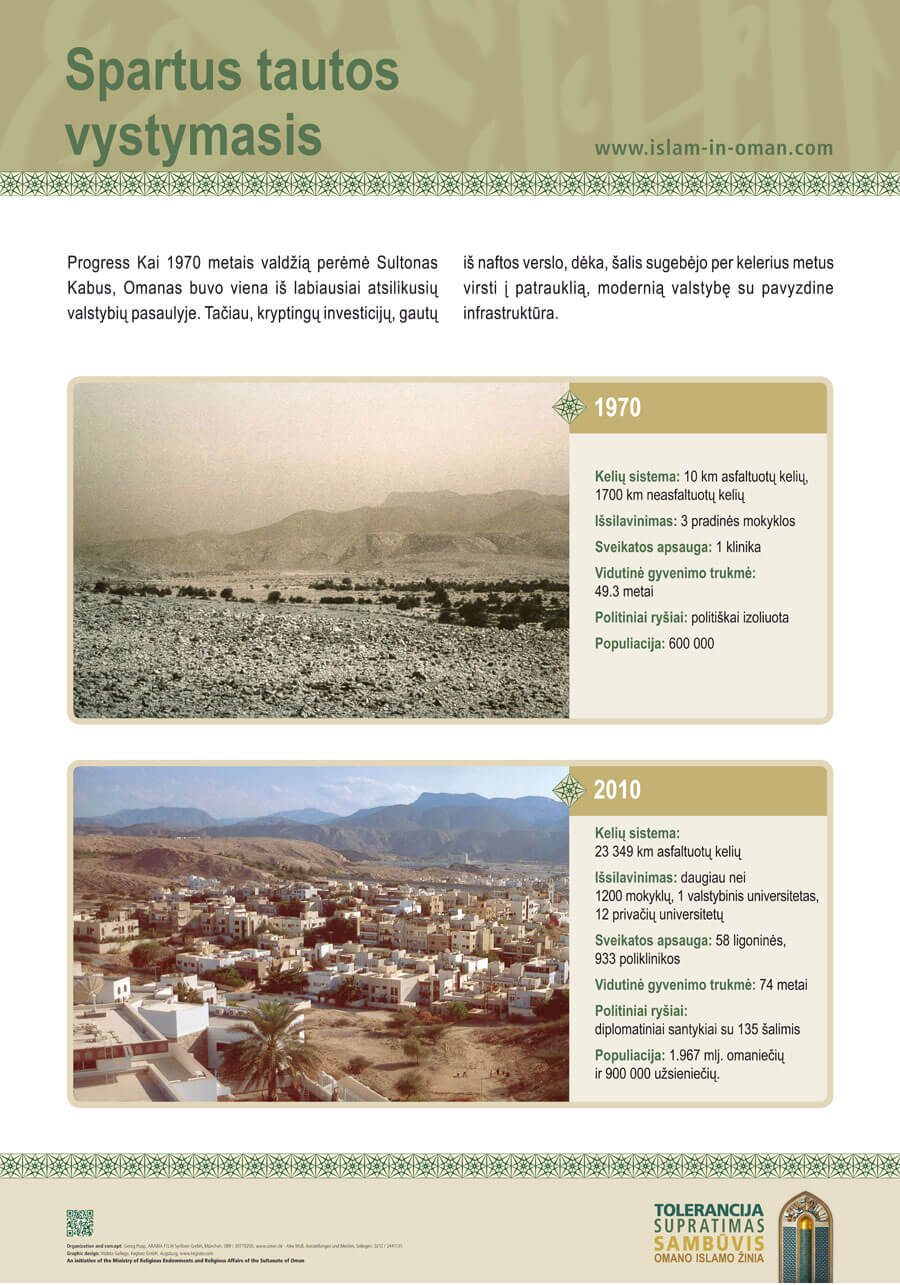 Spartus tautos
vystymasis
www.islam-in-oman.com
Progress Kai 1970 metais valdžią perėmė Sultonas
Kabus, Omanas buvo viena iš labiausiai atsilikusių
valstybių pasaulyje. Tačiau, kryptingų investicijų, gautų
iš naftos verslo, dėka, šalis sugebėjo per kelerius metus
virsti į patrauklią, modernią valstybę su pavyzdine
infrastruktūra.
1970
Kelių sistema: 10 km asfaltuotų kelių,
1700 km neasfaltuotų kelių
Išsilavinimas: 3 pradinės mokyklos
Sveikatos apsauga: 1 klinika
Vidutinė gyvenimo trukmė:
49.3 metai
Politiniai ryšiai: politiškai izoliuota
Populiacija: 600 000
2010
Kelių sistema:
23 349 km asfaltuotų kelių
Išsilavinimas: daugiau nei
1200 mokyklų, 1 valstybinis universitetas,
12 privačių universitetų
Sveikatos apsauga: 58 ligoninės,
933 poliklinikos
Vidutinė gyvenimo trukmė: 74 metai
Politiniai ryšiai:
diplomatiniai santykiai su 135 šalimis
Populiacija: 1.967 mlj. omaniečių
ir 900 000 užsieniečių.
Organization and concept: Georg Popp, ARABIA FELIX Synform GmbH, München,
Graphic design:
An initiative of the Ministry of Religious Endowments and Religious Affairs of the Sultanate of Oman
TOLERANCIJA
SUPRATIMAS
SAMBŪVIS
OMANO ISLAMO ŽINIA